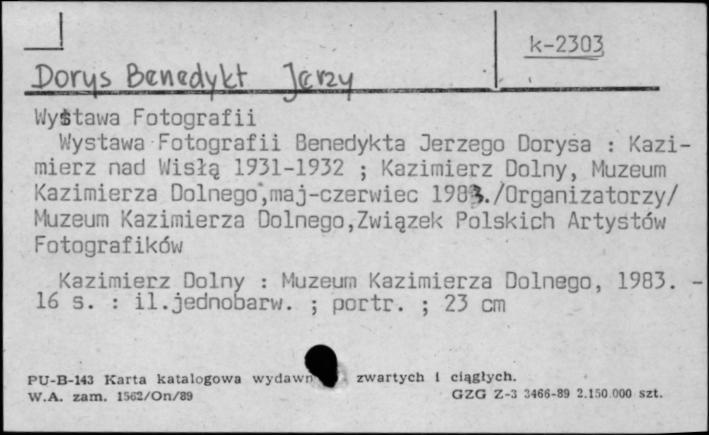 k-2303
Dorys Benedykt Jerzy
Wystawa Fotografii
Wystawa Fotografii Benedykta Jerzego Dorysa : Kazi-
mierz nad Wisłą 1931-1932 ; Kazimierz Dolny, Muzeum
Kazimierza Dolnego,maj-czerwiec 1983./Organizatorzy/
Muzeum Kazimierza Dolnego,Związek Polskich Artystów
Fotografików
Kazimierz Dolny : Muzeum Kazimierza Dolnego, 1983. -
16 s. : il.jednobarw. ; portr. ; 23 cm
PU-B-143 Karta katalogowa wydawn zwartych i ciągłych.
W.A. zam. 1562/On/89 GZG Z-3 3466-89 2.150.000 szt.